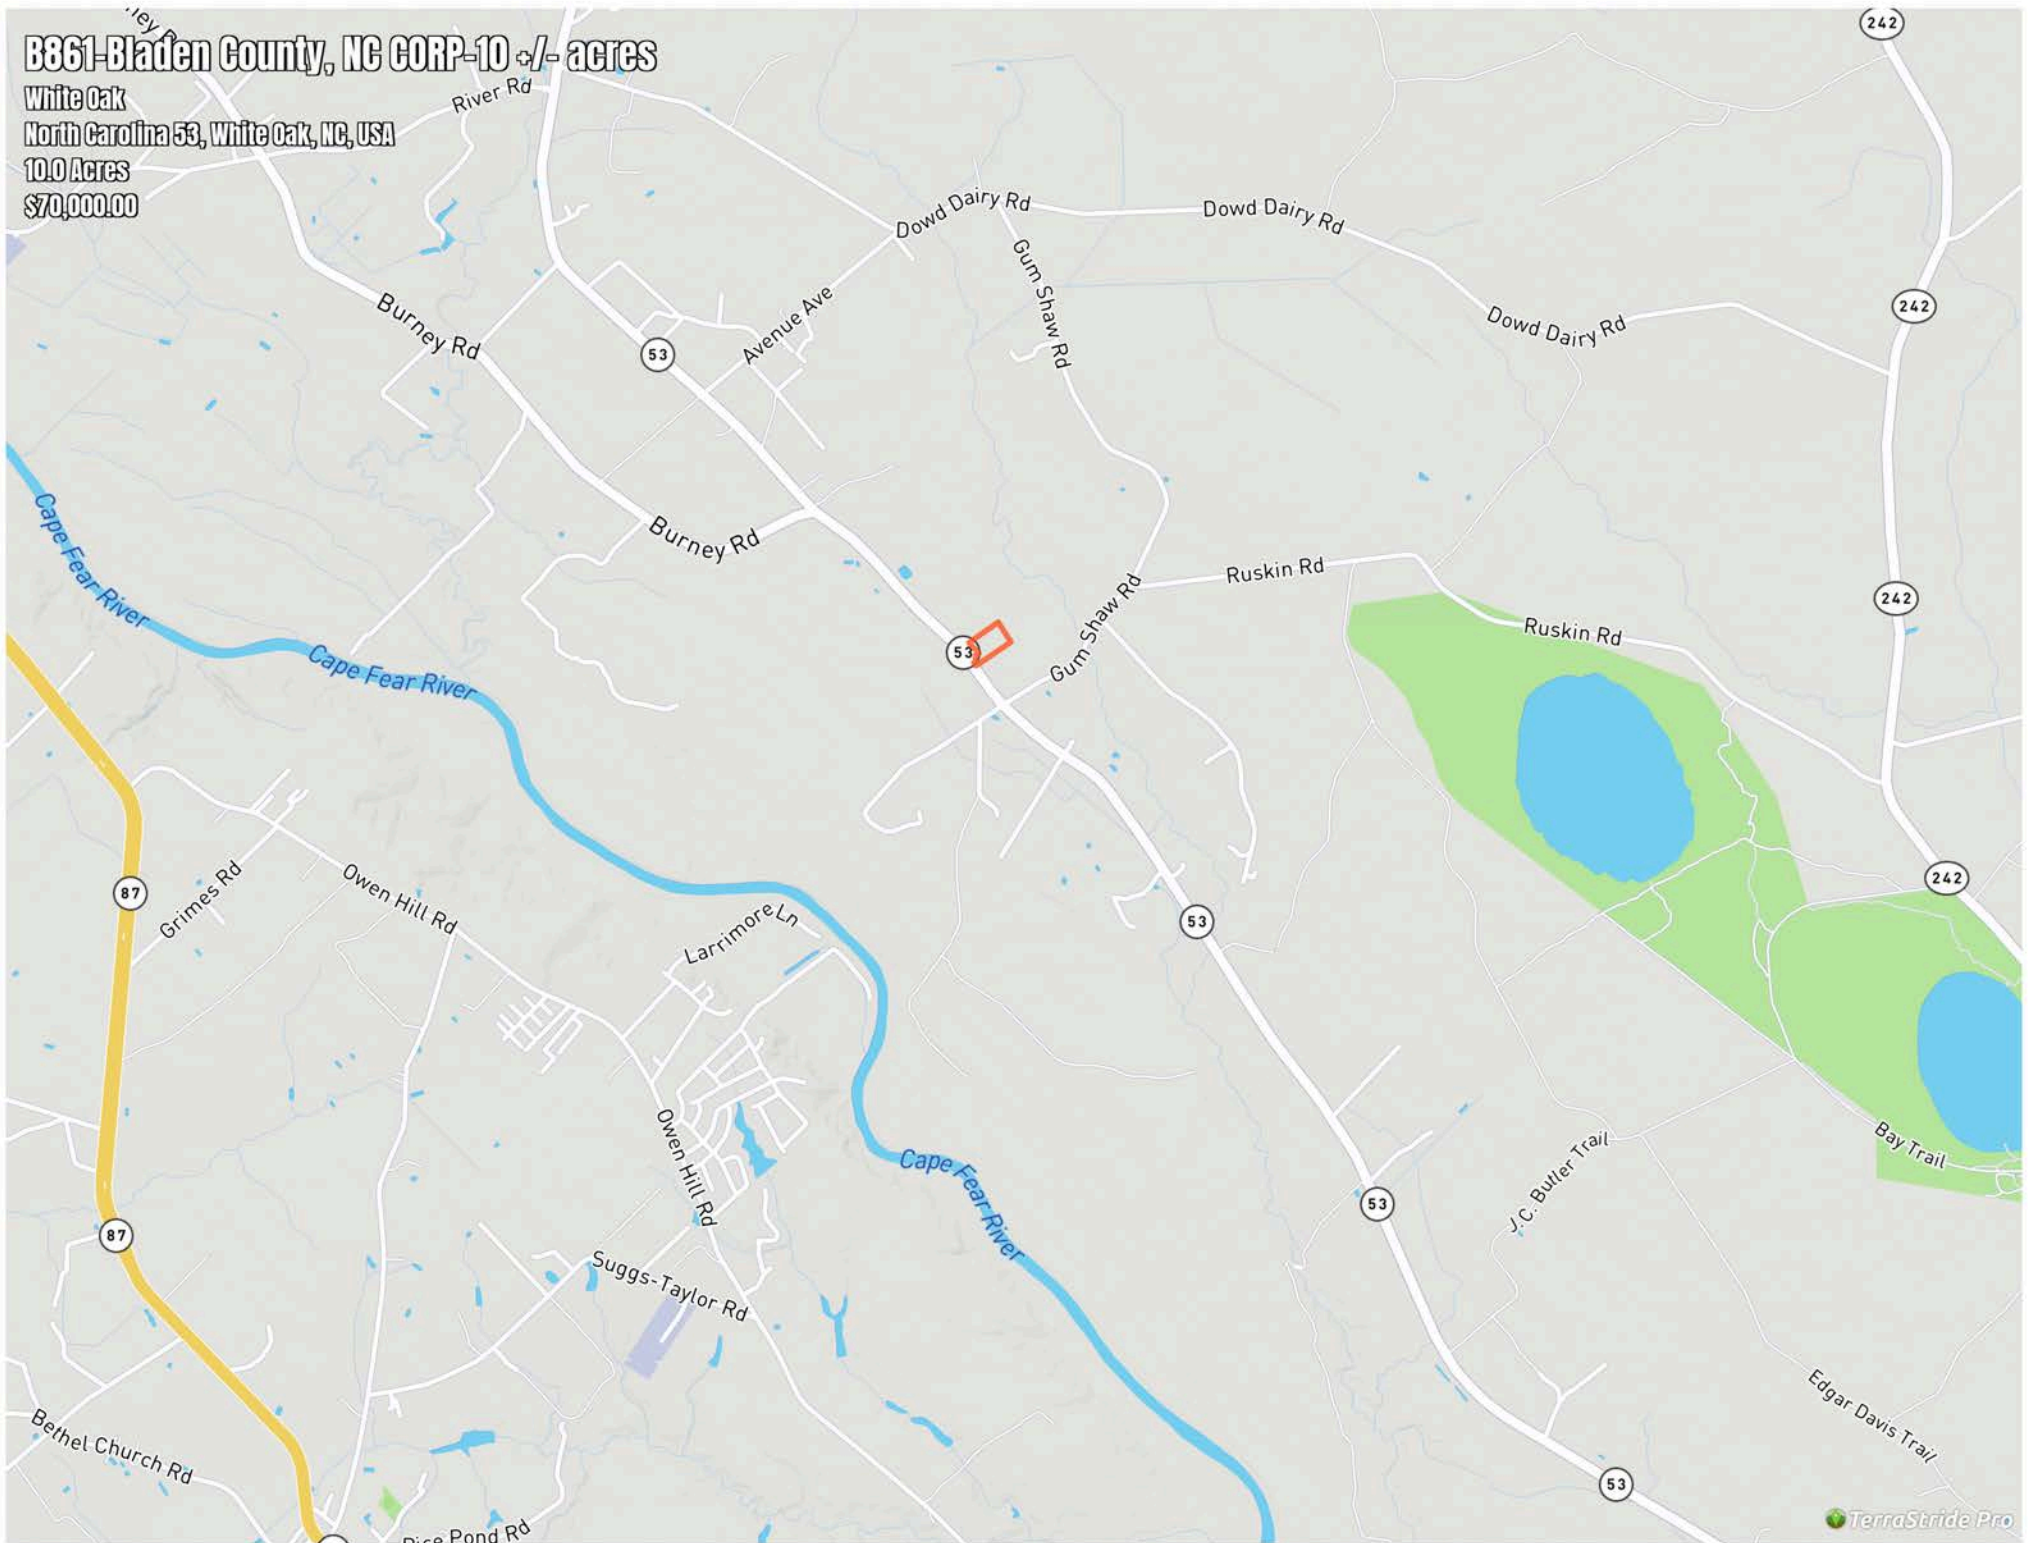 B861-Bladen County, NC CORP-10 +/- acres
White Oak
North Carolina 53, White Oak, NC, USA
10.0 Acres
$70,000.00
242
River Rd
Dowd Dairy Rd
Dowd Dairy Rd
Gum Shaw Rd
242
Burney Rd
Avenue Ave
Dowd Dairy Rd
53
Cape Fear River
Burney Rd
Ruskin Rd
242
Gum Shaw Rd
Ruskin Rd
53
Cape Fear River
87
Grimes Rd
Owen Hill Rd
Larrimore Ln
53
242
Owen Hill Rd
Cape Fear River
Bay Trail
J.C. Butler Trail
53
87
Suggs-Taylor Rd
Edgar Davis Trail
Bethel Church Rd
53
Pond Rd
TerraStride Pro